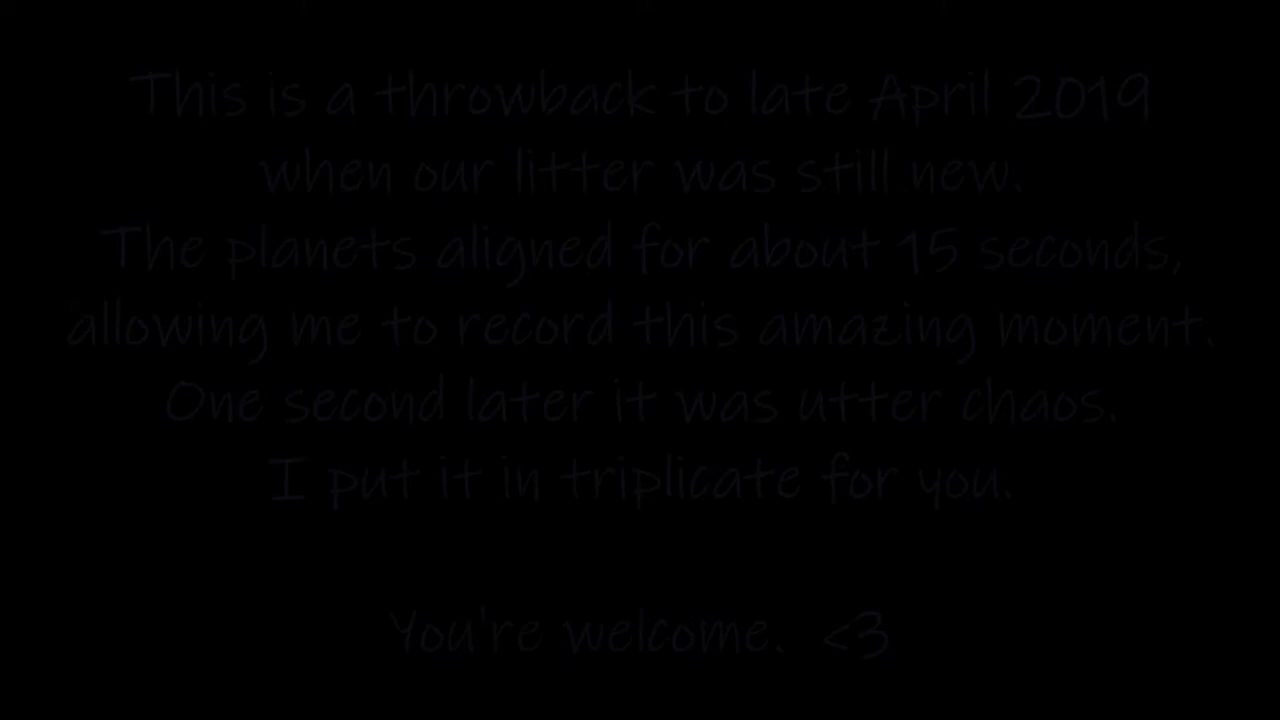 This is a throwback to late April 2019
when our litter was still new.
The planets aligned for about 15 seconds,
allowing me to record this amazing moment.
One second later it was utter chaos.
I put it in triplicate for you.
You're welcome. <3